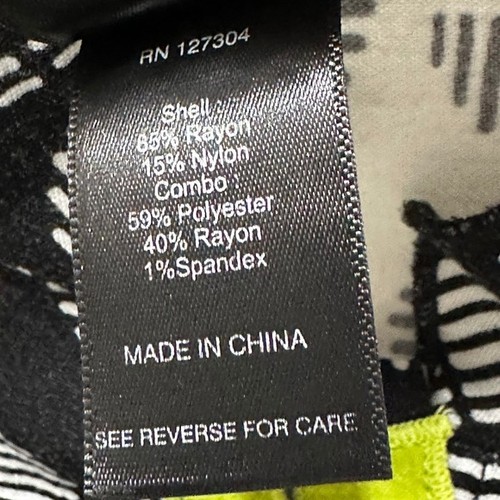 RN 127304
Shell :
85% Rayon
15% Nylon
Combo
59% Polyester
40% Rayon
1%Spandex
MADE IN CHINA
SEE REVERSE FOR CARE